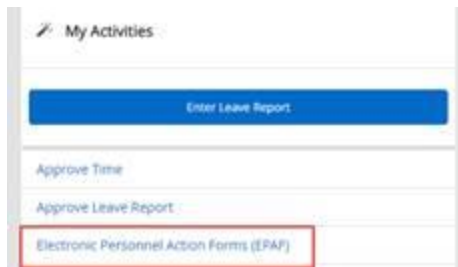 My Activities
Enter Leave Report
Approve Time
Approve Leave Report
Electronic Personnel Action Forms (EPAF)